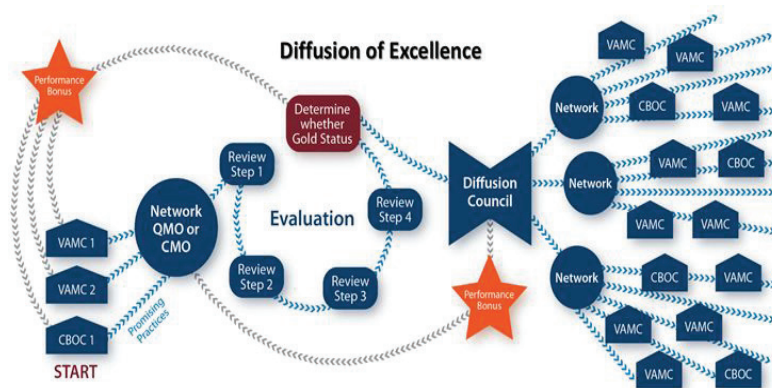 Diffusion of Excellence
Performance
Bonus
Determine
whether
Gold Status
Review
Step 1
Evaluation
Review
Step 2
Review
Step 3
Review
Step 4
Network
QMO or
CMO
VAMC 1
VAMC 2
CBOC 1
START
Promising
Practices
Diffusion
Council
Performance
Bonus
Network
VAMC
VAMC
CBOC
VAMC
Network
VAMC
CBOC
VAMC
VAMC
Network
CBOC
VAMC
VAMC
VAMC
VAMC
CBOC